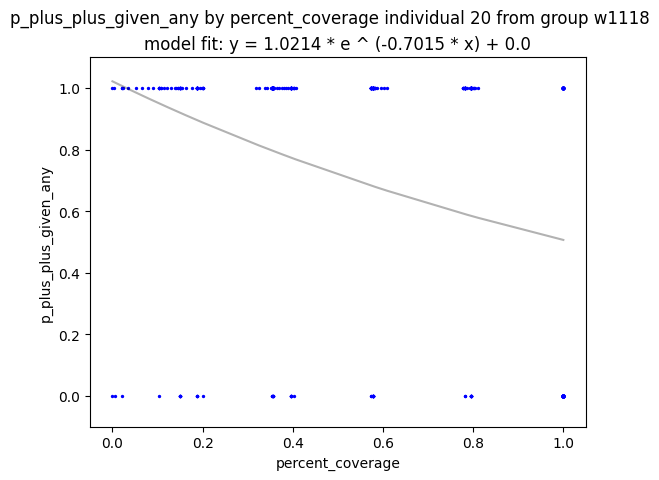 p_plus_plus_given_any by percent_coverage individual 20 from group w1118
model fit: y = 1.0214 * e ^ (-0.7015 * x) + 0.0
1.0
0.8
0.6
0.4
0.2
0.0
p_plus_plus_given_any
0.0 0.2 0.4 0.6 0.8 1.0
percent_coverage